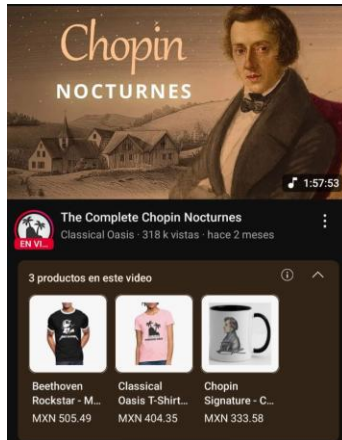 Chopin
NOCTURNES
1:57:53
The Complete Chopin Nocturnes
Classical Oasis · 318 k vistas · hace 2 meses
EN VI...
3 productos en este video
Beethoven
Rockstar - M...
MXN 505.49
Classical
Oasis T-Shirt...
MXN 404.35
Chopin
Signature - C...
MXN 333.58